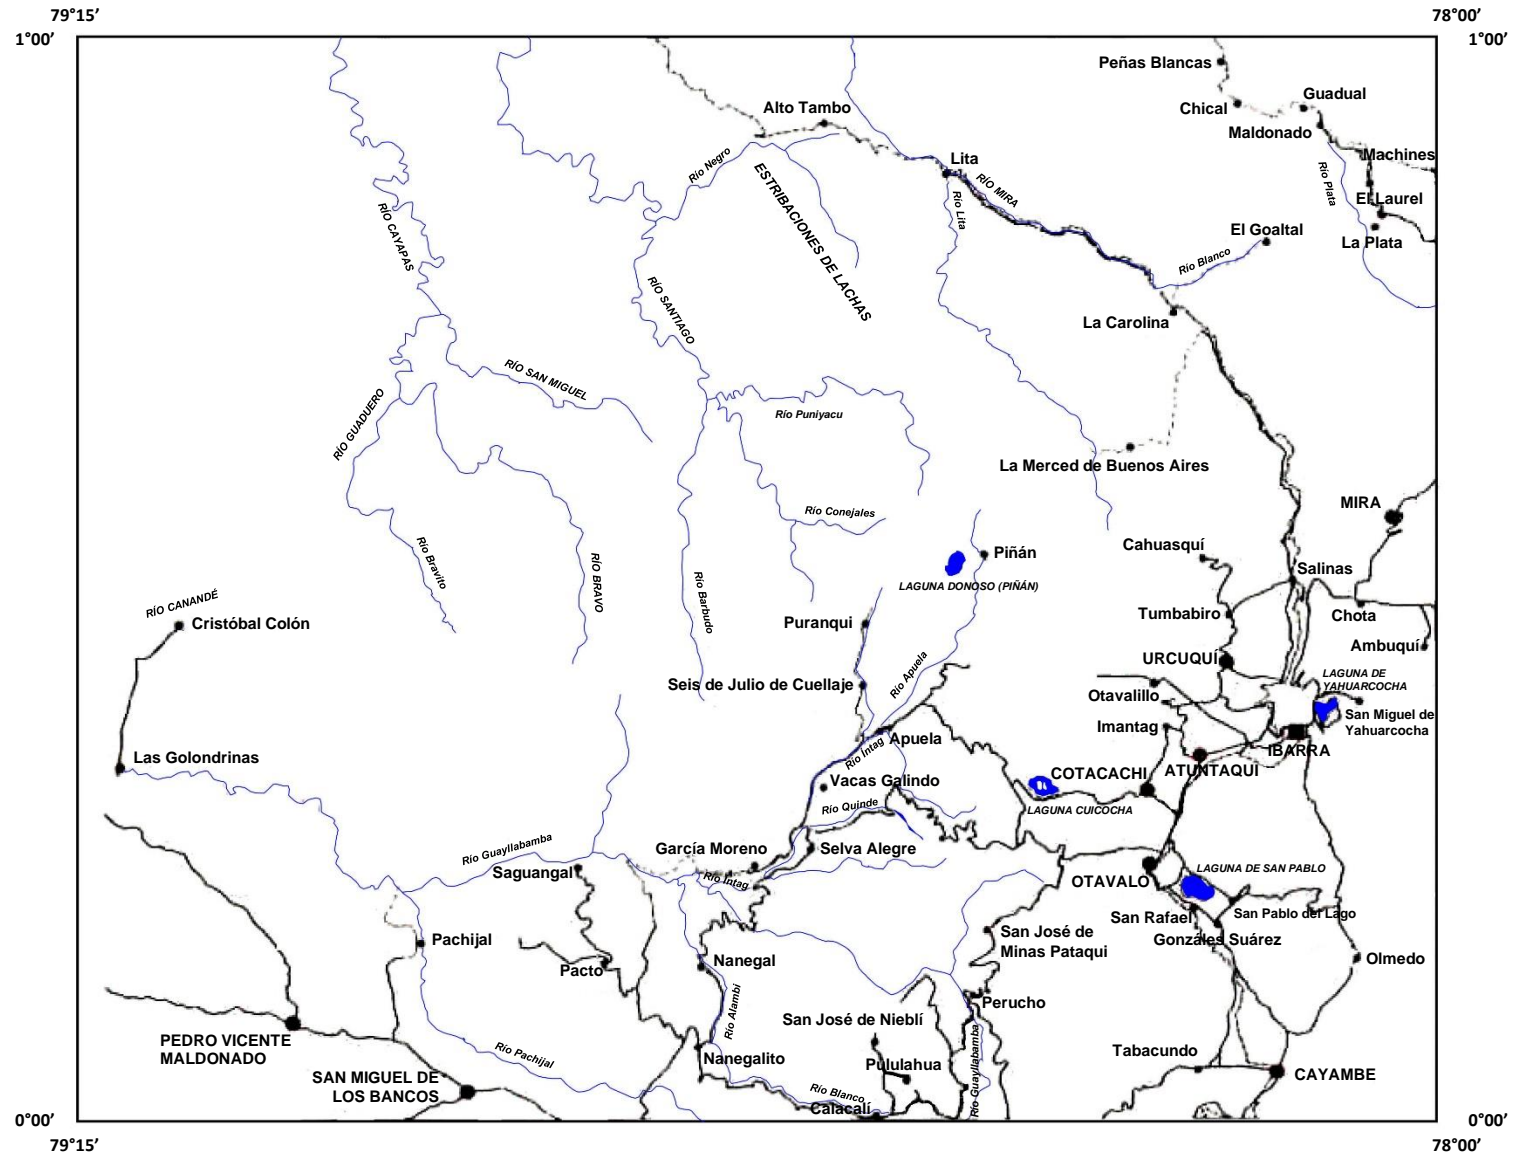 79°15’
78°00’
1°00’
1°00’
Peñas Blancas
Guadual
Chical
Alto Tambo
Maldonado
Machines
Lita
Río Negro
RÍO MIRA
Río Plata
ESTRIBACIONES DE LACHAS
Río Lita
El Laurel
RÍO CAYAPAS
El Goaltal
La Plata
Río Blanco
RÍO SANTIAGO
La Carolina
RÍO SAN MIGUEL
RÍO GUADUERO
Río Puniyacu
La Merced de Buenos Aires
MIRA
Río Conejales
Cahuasquí
Piñán
Río Bravito
RÍO BRAVO
Salinas
LAGUNA DONOSO (PIÑÁN)
RÍO CANANDÉ
Río Barbudo
Cristóbal Colón
Puranqui
Tumbabiro
Chota
Ambuquí
URCUQUÍ
Río Apuela
Seis de Julio de Cuellaje
LAGUNA DE
YAHUARCOCHA
Otavalillo
San Miguel de
Yahuarcocha
Imantag
Apuela
IBARRA
Río Intag
Las Golondrinas
COTACACHI
ATUNTAQUI
Vacas Galindo
Río Quinde
LAGUNA CUICOCHA
Río Guayllabamba
García Moreno
Selva Alegre
Saguangal
Río Intag
LAGUNA DE SAN PABLO
OTAVALO
San Rafael
San Pablo del Lago
Gonzáles Suárez
Pachijal
San José de
Minas Pataqui
Pacto
Nanegal
Olmedo
Perucho
Río Alambí
San José de Nieblí
PEDRO VICENTE
MALDONADO
Río Pachijal
Nanegalito
Pululahua
Río Guayllabamba
Tabacundo
CAYAMBE
SAN MIGUEL DE
LOS BANCOS
Río Blanco
Calacalí
0°00’
0°00’
79°15’
78°00’